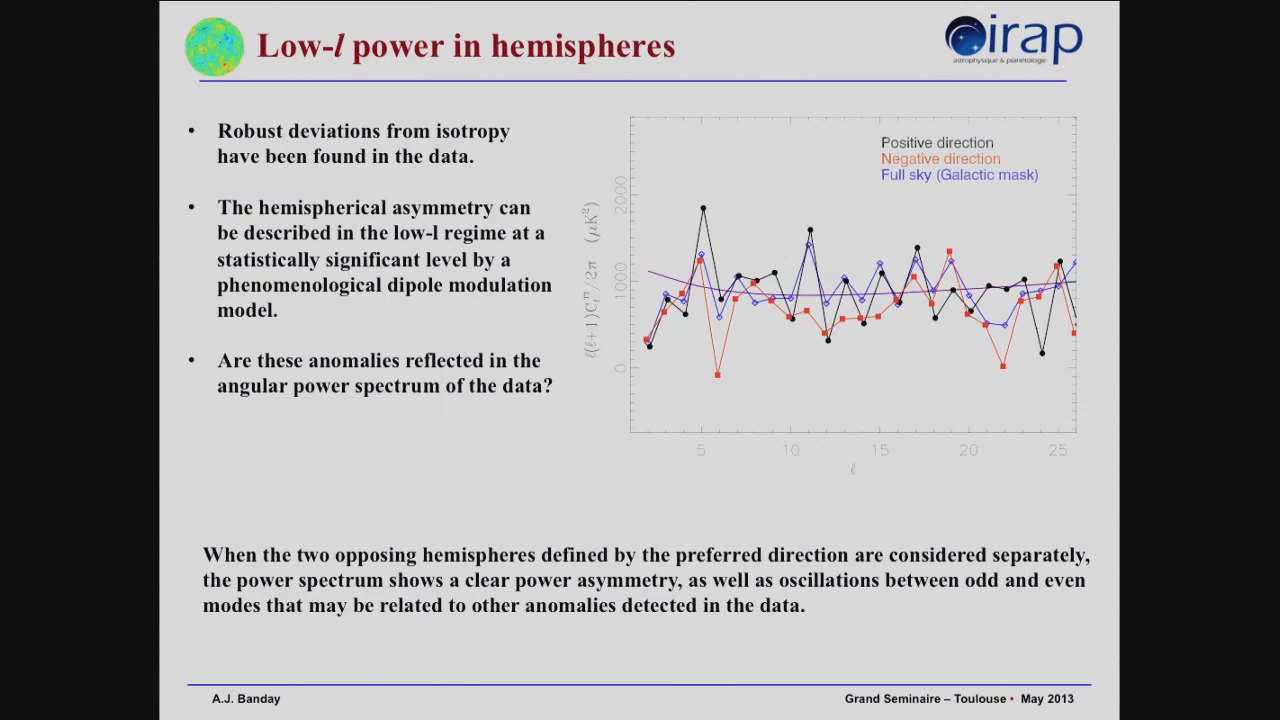 Low-l power in hemispheres
irap
astrophysique & planétologie
• Robust deviations from isotropy
have been found in the data.
• The hemispherical asymmetry can
be described in the low-l regime at a
statistically significant level by a
phenomenological dipole modulation
model.
• Are these anomalies reflected in the
angular power spectrum of the data?
Positive direction
Negative direction
Full sky (Galactic mask)
2000
1000
0
ℓ(ℓ+1)Cℓᵀᵀ/2π (μK²)
5 10 15 20 25
ℓ
When the two opposing hemispheres defined by the preferred direction are considered separately,
the power spectrum shows a clear power asymmetry, as well as oscillations between odd and even
modes that may be related to other anomalies detected in the data.
A.J. Banday
Grand Seminaire – Toulouse • May 2013